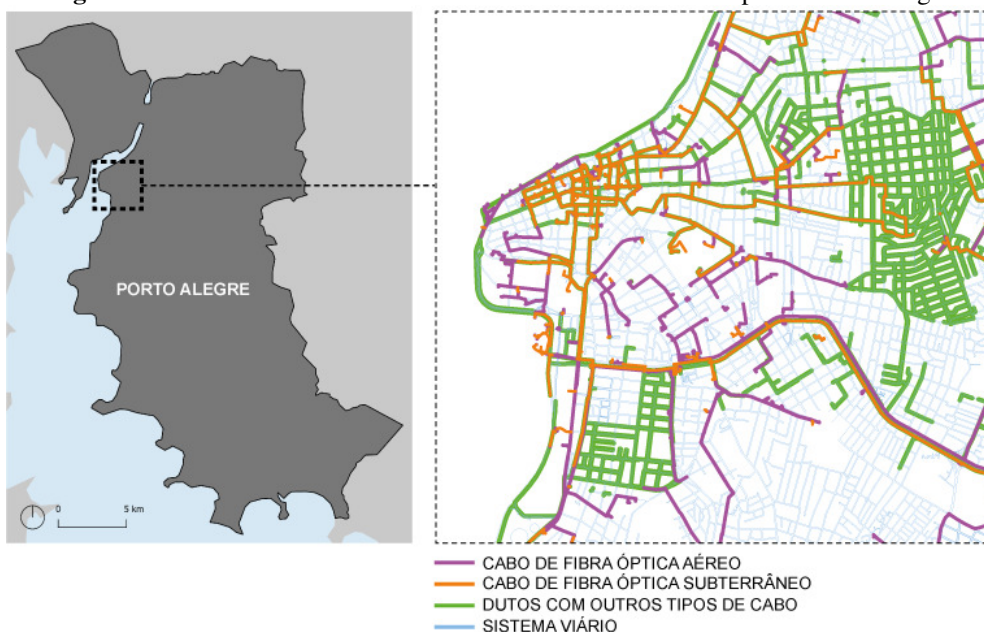 PORTO ALEGRE
0 5 km
CABO DE FIBRA ÓPTICA AÉREO
CABO DE FIBRA ÓPTICA SUBTERRÂNEO
DUTOS COM OUTROS TIPOS DE CABO
SISTEMA VIÁRIO